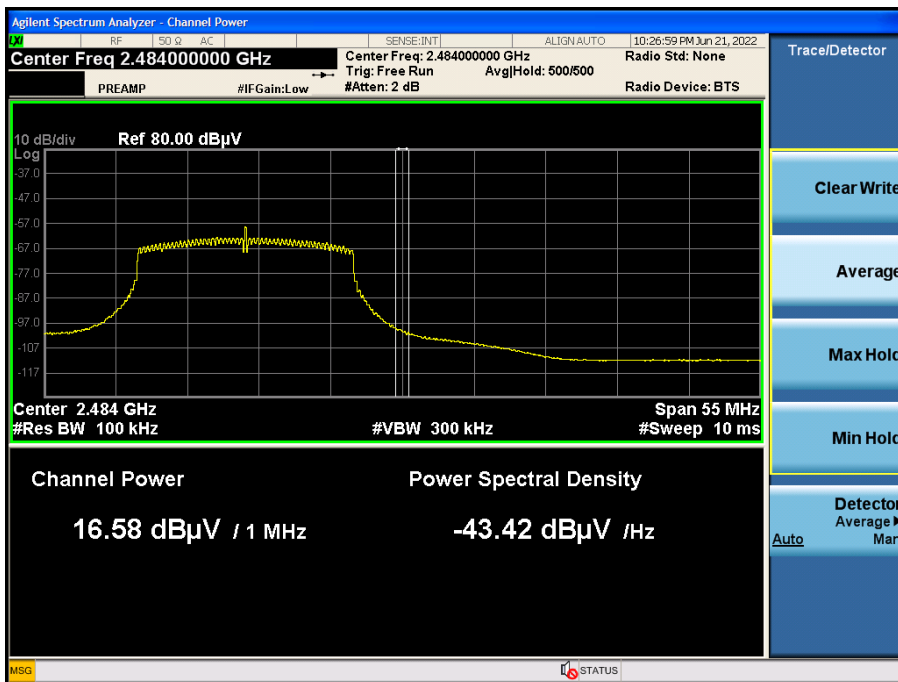 Agilent Spectrum Analyzer - Channel Power
LXI RF 50 Ω AC SENSE:INT ALIGN AUTO 10:26:59 PM Jun 21, 2022
Center Freq 2.484000000 GHz
Center Freq: 2.484000000 GHz
Radio Std: None
Trig: Free Run Avg|Hold: 500/500
PREAMP #IFGain:Low #Atten: 2 dB Radio Device: BTS
Trace/Detector
10 dB/div Ref 80.00 dBµV
Log
-37.0
-47.0
-57.0
-67.0
-77.0
-87.0
-97.0
-107
-117
Center 2.484 GHz Span 55 MHz
#Res BW 100 kHz #VBW 300 kHz #Sweep 10 ms
Channel Power Power Spectral Density
16.58 dBµV / 1 MHz -43.42 dBµV /Hz
Clear Write
Average
Max Hold
Min Hold
Detector
Average
Auto Man
MSG STATUS